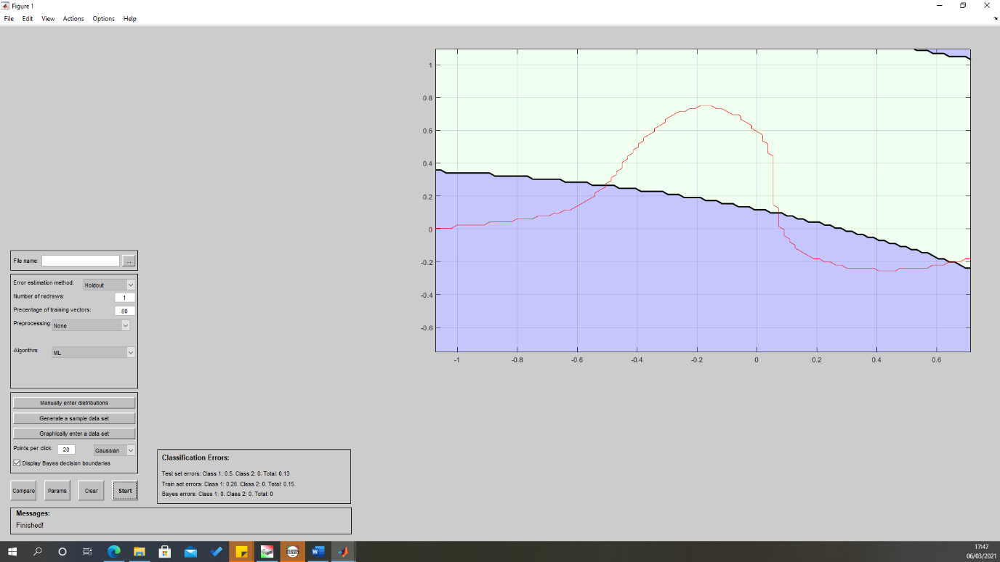 Figure 1
File Edit View Actions Options Help
1
0.8
0.6
0.4
0.2
0
-0.2
-0.4
-0.6
-1 -0.8 -0.6 -0.4 -0.2 0 0.2 0.4 0.6
File name: ...
Error estimation method: Holdout
Number of redraws: 1
Precentage of training vectors: 80
Preprocessing: None
Algorithm: ML
Manually enter distributions
Generate a sample data set
Graphically enter a data set
Points per click: 20 Gaussian
Display Bayes decision boundaries
Compare Params Clear Start
Classification Errors:
Test set errors: Class 1: 0.5. Class 2: 0. Total: 0.13
Train set errors: Class 1: 0.26. Class 2: 0. Total: 0.15
Bayes errors: Class 1: 0. Class 2: 0. Total: 0
Messages:
Finished!
17:47
06/03/2021